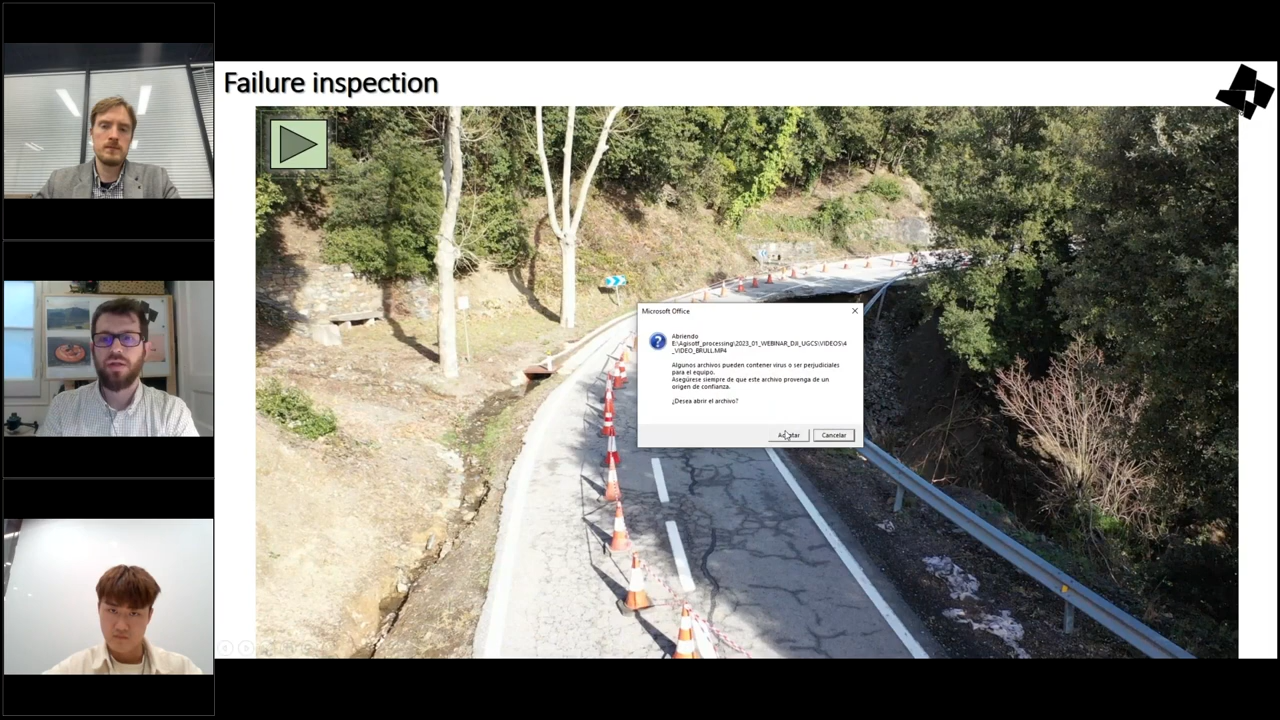 Failure inspection
Microsoft Office
Abriendo
E:\Agisotf_processing\2023_01_WEBINAR_DJI_UGCS\VIDEOS\4
_VIDEO_BRULL.MP4
Algunos archivos pueden contener virus o ser perjudiciales
para el equipo.
Asegúrese siempre de que este archivo provenga de un
origen de confianza.
¿Desea abrir el archivo?
Aceptar
Cancelar